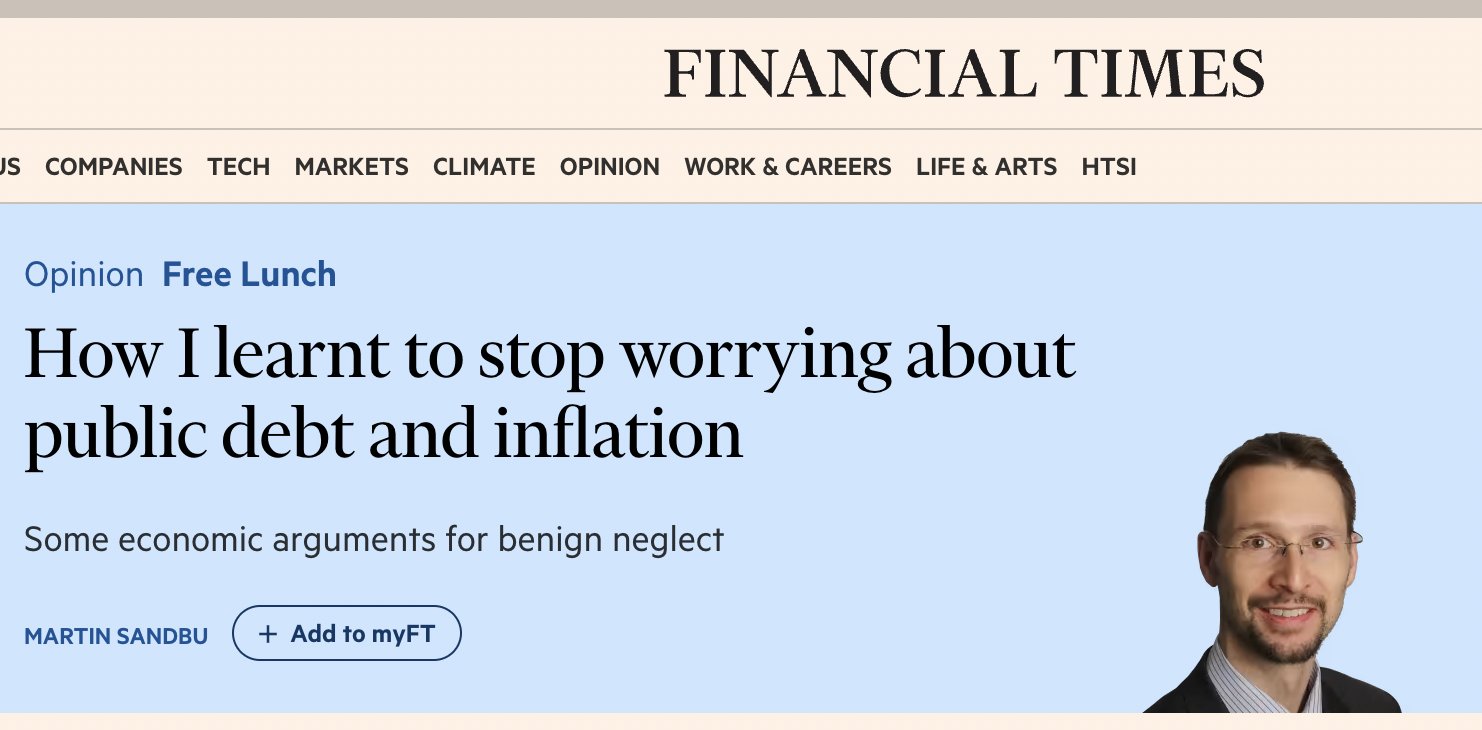 FINANCIAL TIMES
US COMPANIES TECH MARKETS CLIMATE OPINION WORK & CAREERS LIFE & ARTS HTSI
Opinion Free Lunch
How I learnt to stop worrying about
public debt and inflation
Some economic arguments for benign neglect
MARTIN SANDBU + Add to myFT